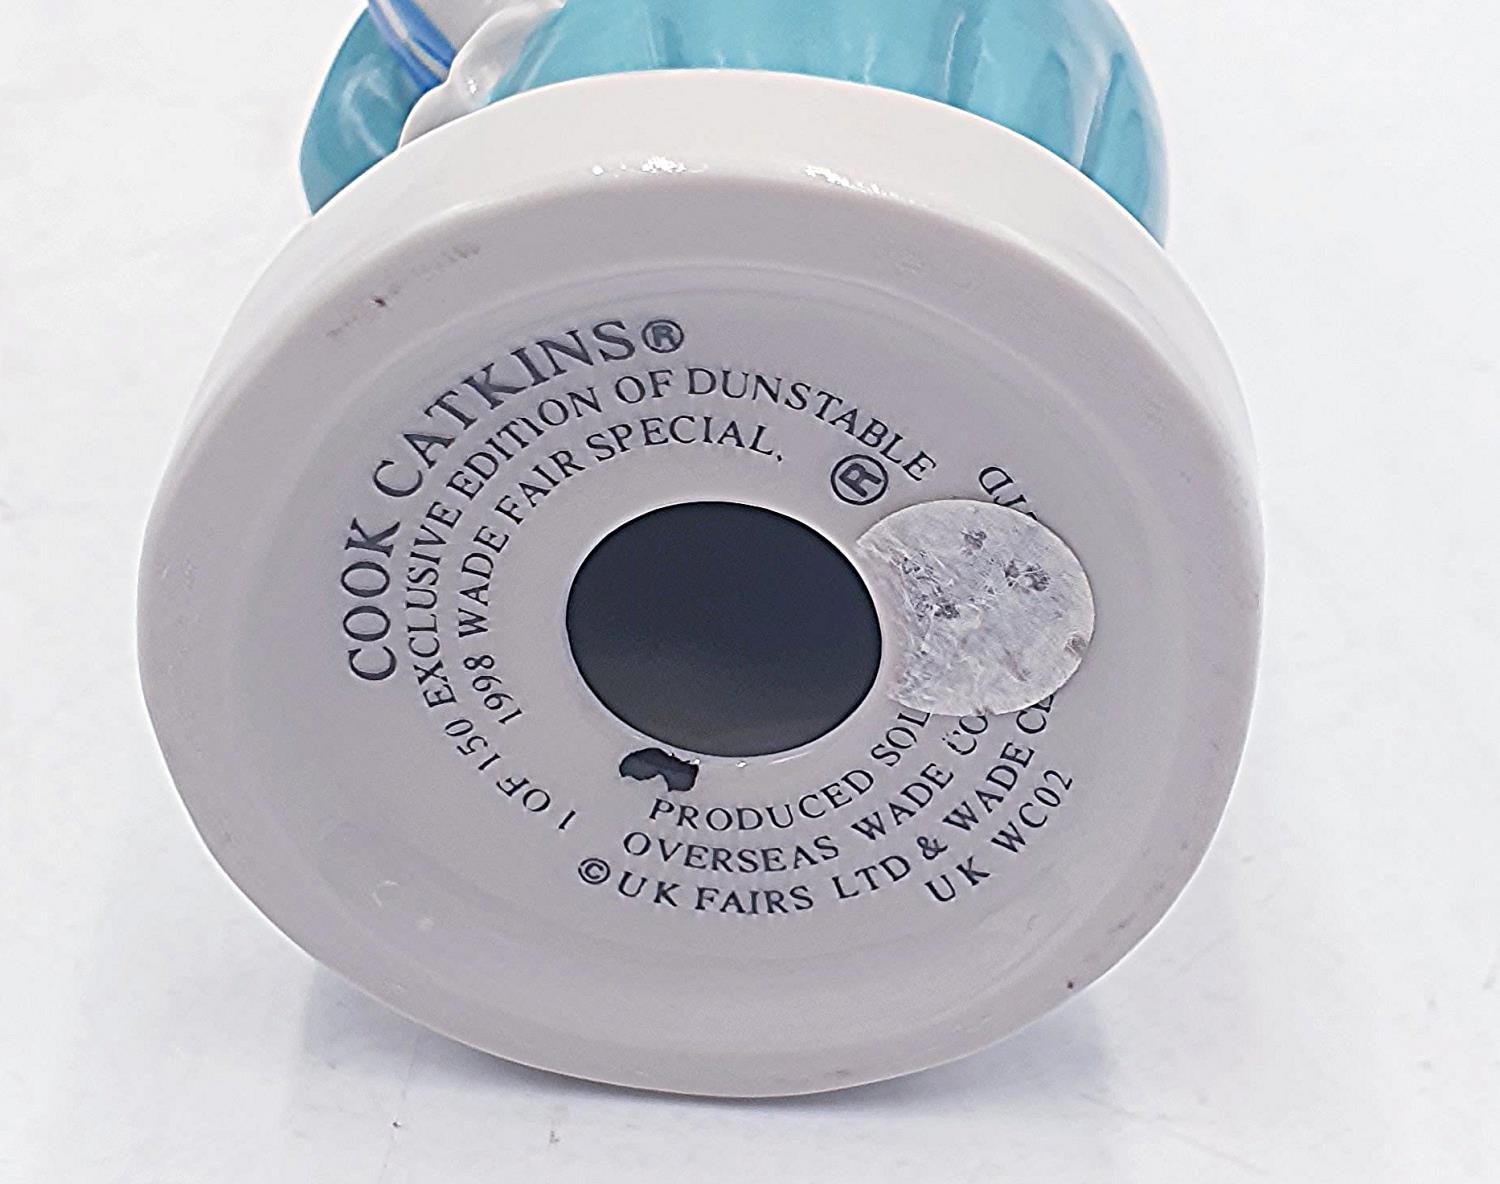 COOK CATKINS®
1 OF 150 EXCLUSIVE EDITION OF DUNSTABLE
1998 WADE FAIR SPECIAL.
®
PRODUCED
OVERSEAS WADE
©UK FAIRS LTD & WADE
UK WC02